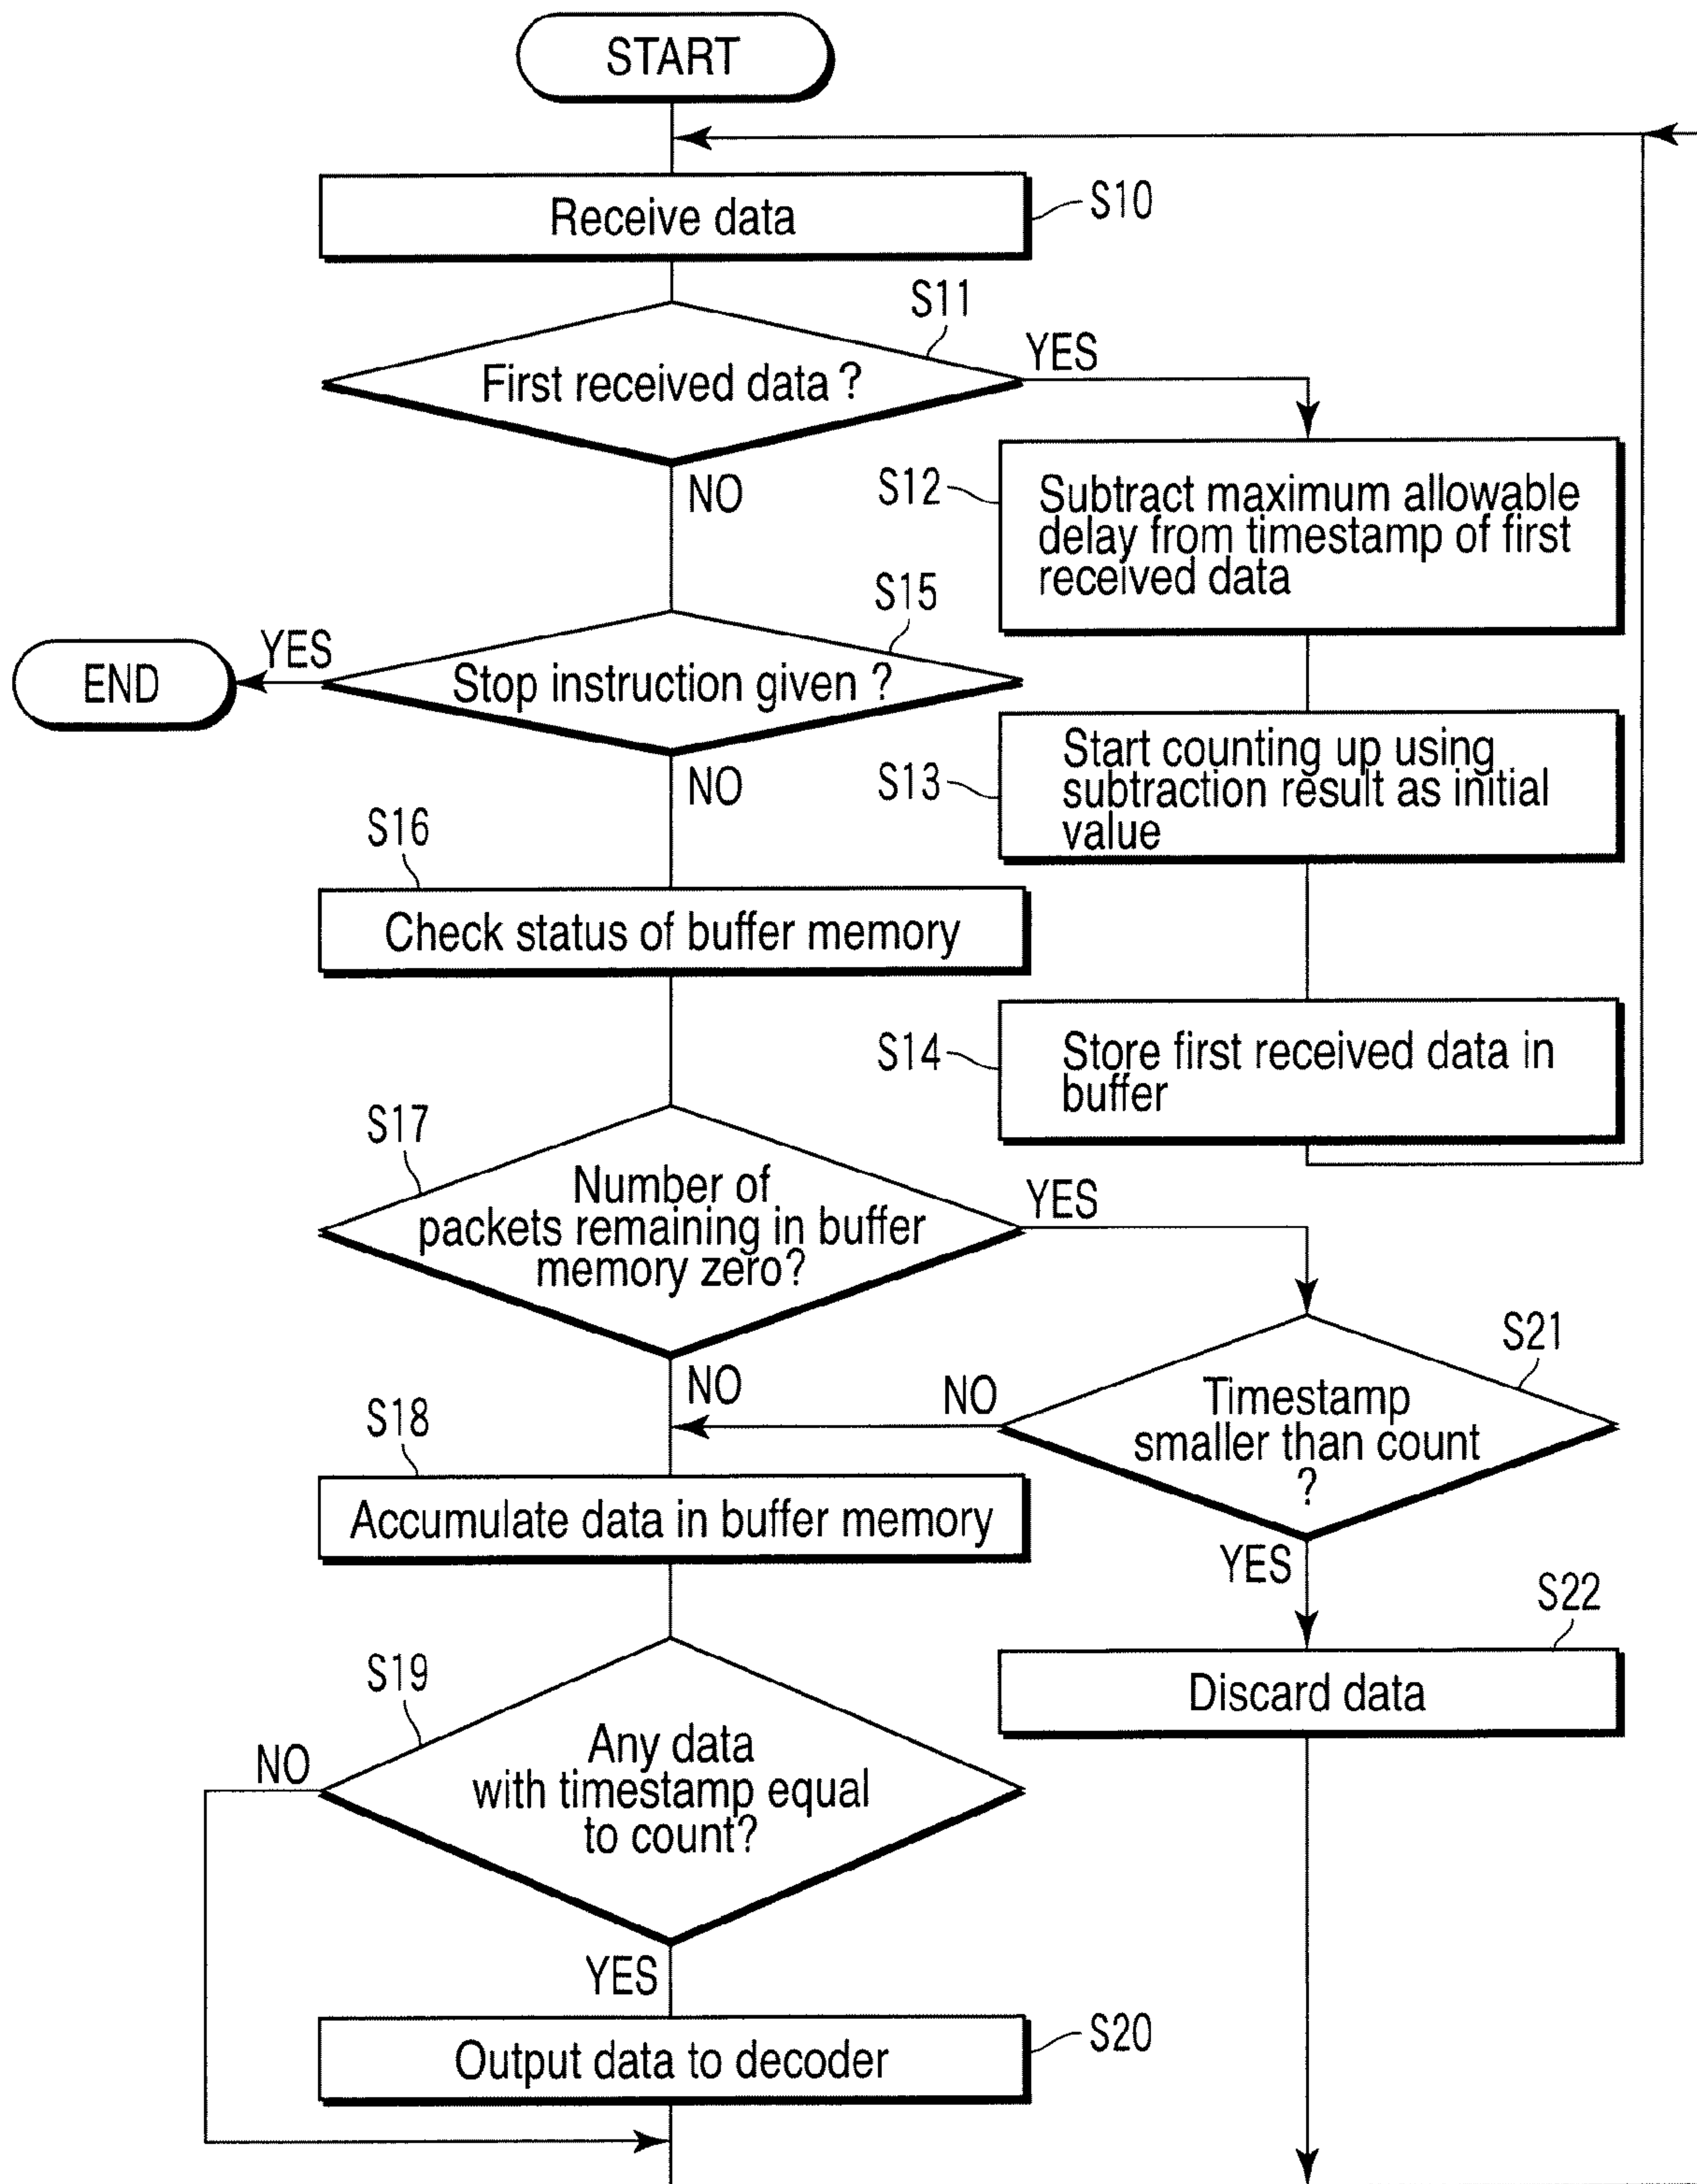 START
Receive data
S10
S11
First received data ?
YES
NO
S12
Subtract maximum allowable
delay from timestamp of first
received data
S15
Stop instruction given ?
YES
END
NO
S13
Start counting up using
subtraction result as initial
value
S16
Check status of buffer memory
S14
Store first received data in
buffer
S17
Number of
packets remaining in buffer
memory zero?
YES
NO
S21
Timestamp
smaller than count
?
NO
YES
S18
Accumulate data in buffer memory
S22
Discard data
S19
Any data
with timestamp equal
to count?
NO
YES
Output data to decoder
S20